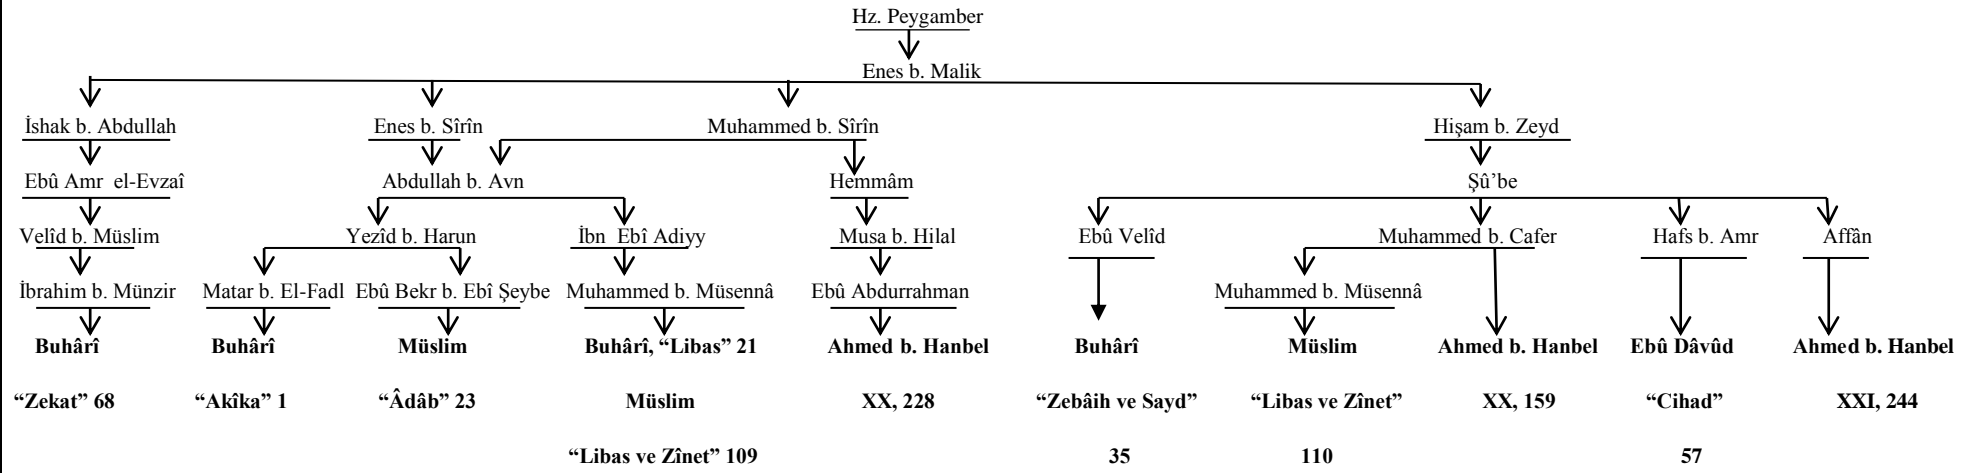 Hz. Peygamber
Enes b. Malik
İshak b. Abdullah Enes b. Sîrîn Muhammed b. Sîrîn Hişam b. Zeyd
Ebû Amr el-Evzaî Abdullah b. Avn Hemmâm Şû’be
Velîd b. Müslim Yezîd b. Harun İbn Ebî Adiyy Musa b. Hilal Ebû Velîd Muhammed b. Cafer Hafs b. Amr Affân
İbrahim b. Münzir Matar b. El-Fadl Ebû Bekr b. Ebî Şeybe Muhammed b. Müsennâ Ebû Abdurrahman Muhammed b. Müsennâ
Buhârî Buhârî Müslim Buhârî, “Libas” 21 Ahmed b. Hanbel Buhârî Müslim Ahmed b. Hanbel Ebû Dâvûd Ahmed b. Hanbel
“Zekat” 68 “Akîka” 1 “Âdâb” 23 Müslim XX, 228 “Zebâih ve Sayd” “Libas ve Zînet” XX, 159 “Cihad” XXI, 244
“Libas ve Zînet” 109 35 110 57